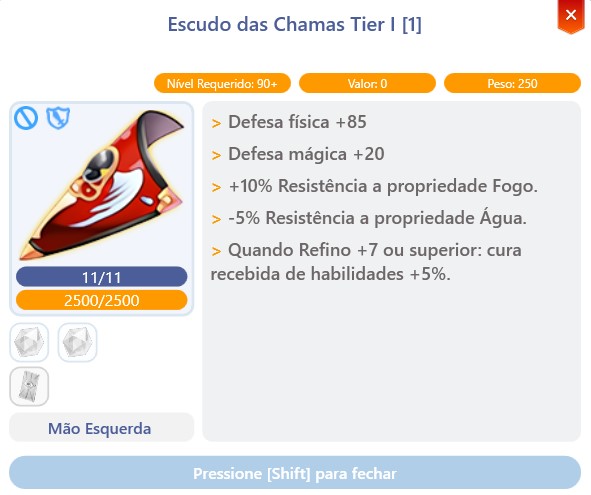 Escudo das Chamas Tier I [1]
Nível Requerido: 90+
Valor: 0
Peso: 250
> Defesa física +85
> Defesa mágica +20
> +10% Resistência a propriedade Fogo.
> -5% Resistência a propriedade Água.
> Quando Refino +7 ou superior: cura
recebida de habilidades +5%.
11/11
2500/2500
Mão Esquerda
Pressione [Shift] para fechar